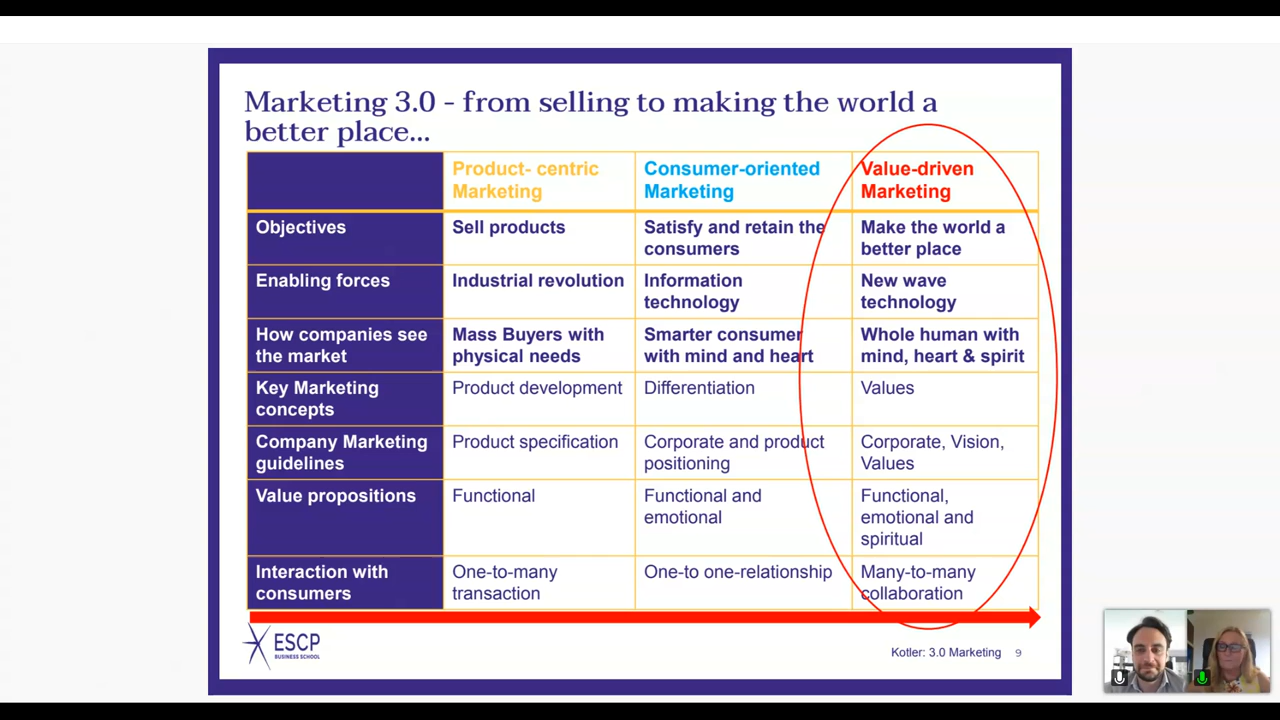 Marketing 3.0 - from selling to making the world a
better place...
Product- centric
Marketing
Consumer-oriented
Marketing
Value-driven
Marketing
Objectives
Sell products
Satisfy and retain the
consumers
Make the world a
better place
Enabling forces
Industrial revolution
Information
technology
New wave
technology
How companies see
the market
Mass Buyers with
physical needs
Smarter consumer
with mind and heart
Whole human with
mind, heart & spirit
Key Marketing
concepts
Product development
Differentiation
Values
Company Marketing
guidelines
Product specification
Corporate and product
positioning
Corporate, Vision,
Values
Value propositions
Functional
Functional and
emotional
Functional,
emotional and
spiritual
Interaction with
consumers
One-to-many
transaction
One-to one-relationship
Many-to-many
collaboration
ESCP
BUSINESS SCHOOL
Kotler: 3.0 Marketing
9